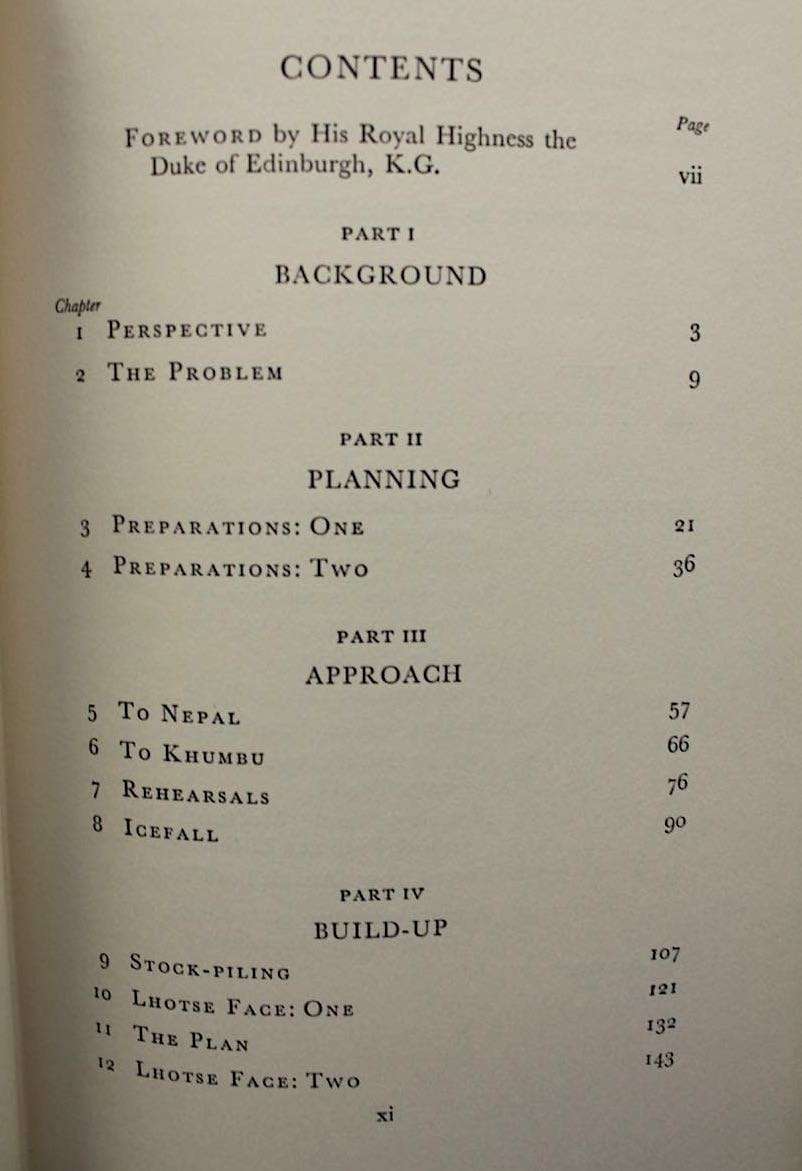 CONTENTS
Page
FOREWORD by His Royal Highness the
Duke of Edinburgh, K.G. vii
PART I
BACKGROUND
Chapter
1 PERSPECTIVE 3
2 THE PROBLEM 9
PART II
PLANNING
3 PREPARATIONS: ONE 21
4 PREPARATIONS: TWO 36
PART III
APPROACH
5 TO NEPAL 57
6 TO KHUMBU 66
7 REHEARSALS 76
8 ICEFALL 90
PART IV
BUILD-UP
9 STOCK-PILING 107
10 LHOTSE FACE: ONE 121
11 THE PLAN 132
12 LHOTSE FACE: TWO 143
xi